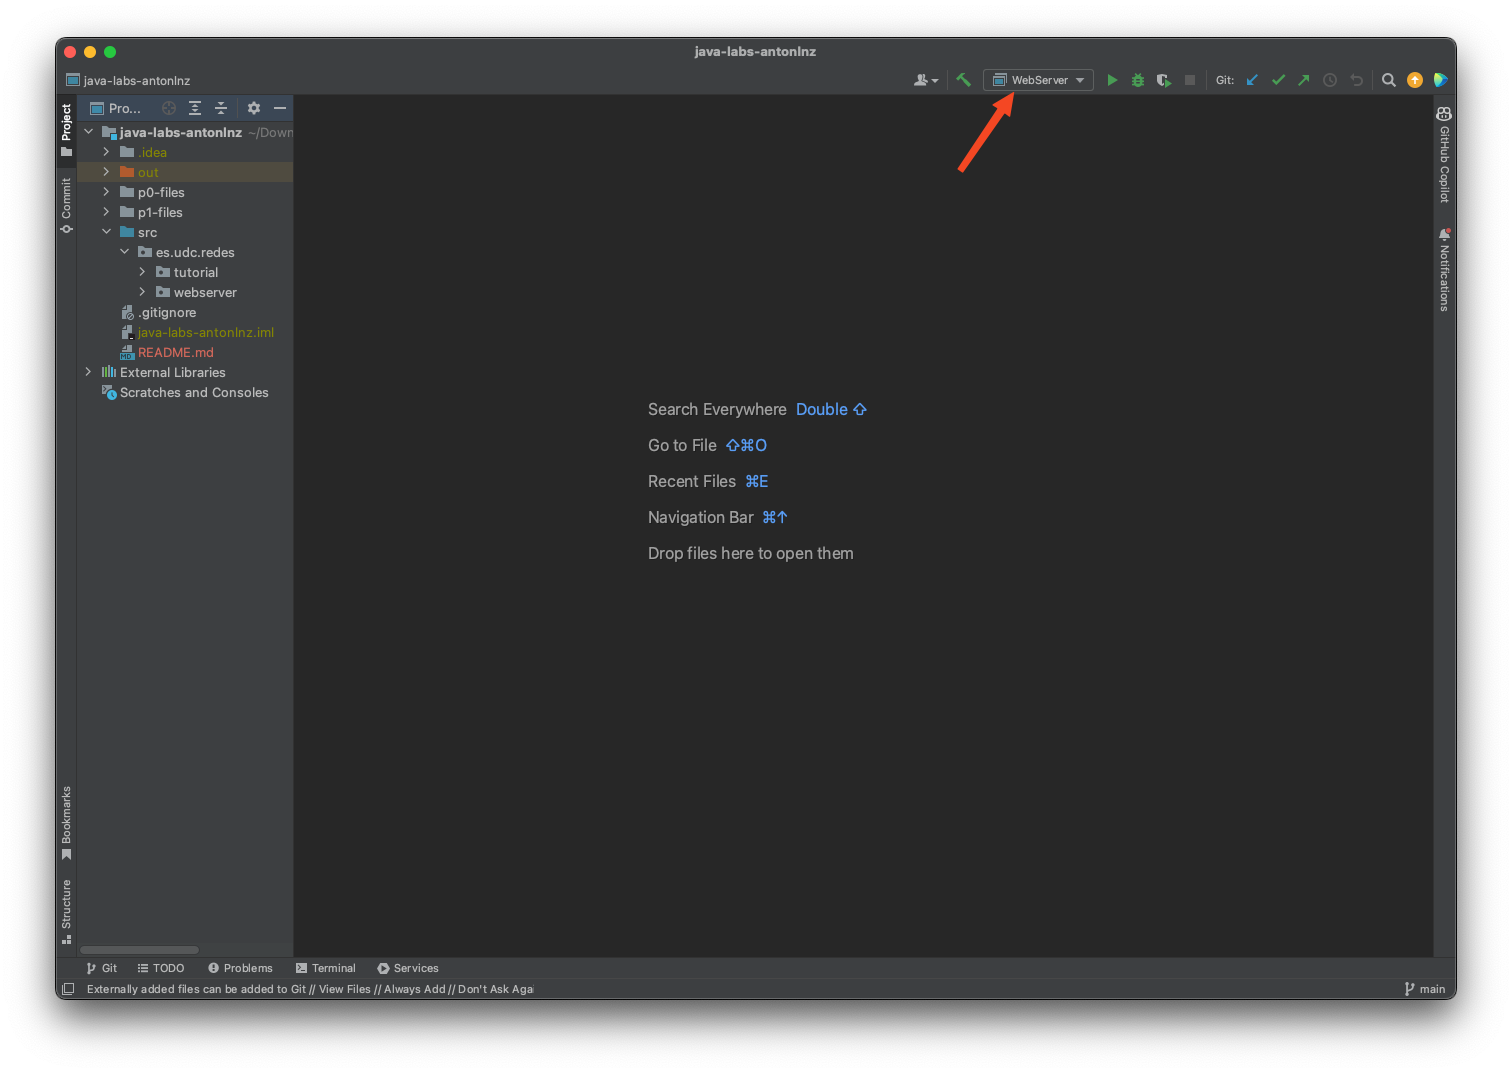 java-labs-antonlnz
java-labs-antonlnz
WebServer
Git:
Project
Commit
Bookmarks
Structure
Pro...
java-labs-antonlnz ~/Down
.idea
out
p0-files
p1-files
src
es.udc.redes
tutorial
webserver
.gitignore
java-labs-antonlnz.iml
README.md
External Libraries
Scratches and Consoles
Search Everywhere Double ⇧
Go to File ⇧⌘O
Recent Files ⌘E
Navigation Bar ⌘↑
Drop files here to open them
GitHub Copilot
Notifications
Git
TODO
Problems
Terminal
Services
Externally added files can be added to Git // View Files // Always Add // Don't Ask Aga
main